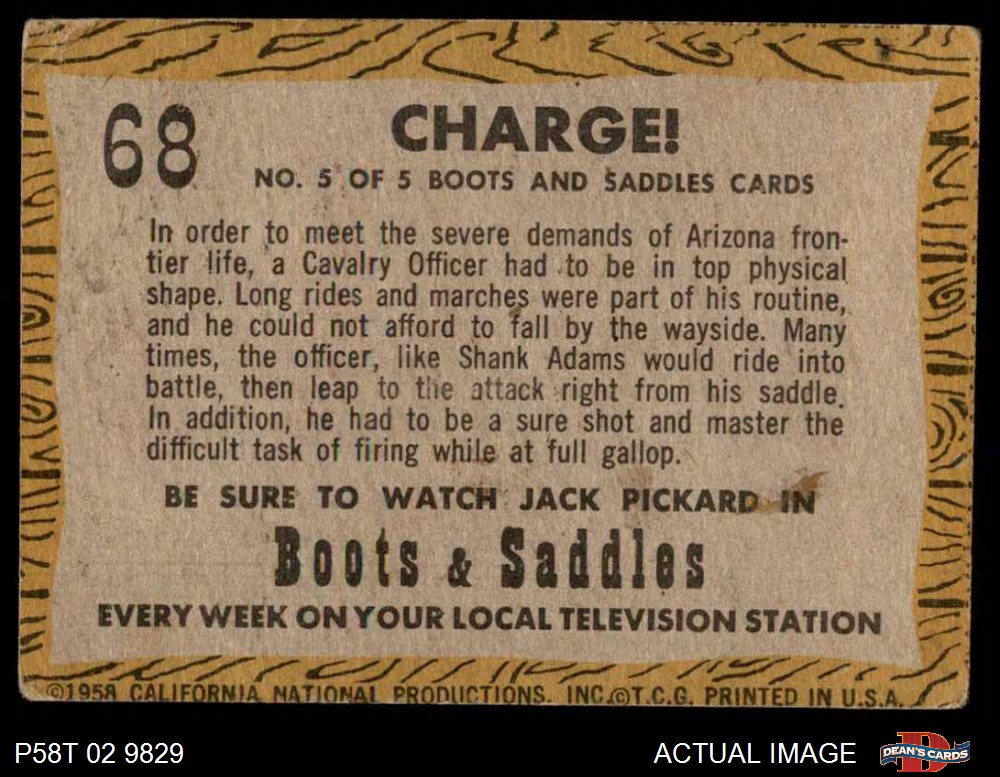 68
CHARGE!
NO. 5 OF 5 BOOTS AND SADDLES CARDS
In order to meet the severe demands of Arizona fron-
tier life, a Cavalry Officer had to be in top physical
shape. Long rides and marches were part of his routine,
and he could not afford to fall by the wayside. Many
times, the officer, like Shank Adams would ride into
battle, then leap to the attack right from his saddle.
In addition, he had to be a sure shot and master the
difficult task of firing while at full gallop.
BE SURE TO WATCH JACK PICKARD IN
Boots & Saddles
EVERY WEEK ON YOUR LOCAL TELEVISION STATION
©1958 CALIFORNIA NATIONAL PRODUCTIONS, INC.©T.C.G. PRINTED IN U.S.A.
P58T 02 9829
ACTUAL IMAGE
DEAN'S CARDS